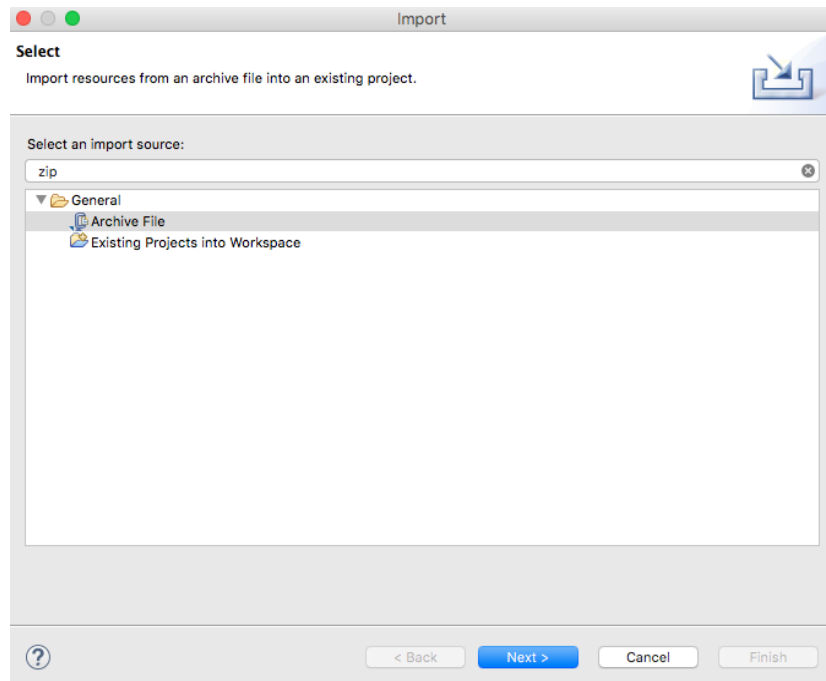 Import
Select
Import resources from an archive file into an existing project.
Select an import source:
zip
General
Archive File
Existing Projects into Workspace
?
< Back
Next >
Cancel
Finish